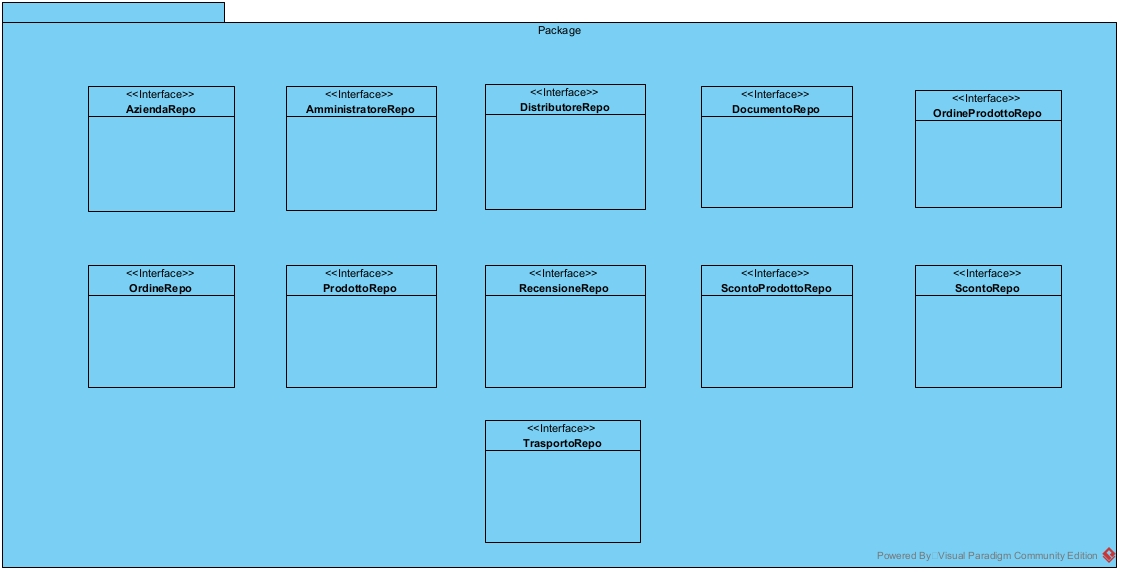 Package
<<Interface>>
AziendaRepo
<<Interface>>
AmministratoreRepo
<<Interface>>
DistributoreRepo
<<Interface>>
DocumentoRepo
<<Interface>>
OrdineProdottoRepo
<<Interface>>
OrdineRepo
<<Interface>>
ProdottoRepo
<<Interface>>
RecensioneRepo
<<Interface>>
ScontoProdottoRepo
<<Interface>>
ScontoRepo
<<Interface>>
TrasportoRepo
Powered By Visual Paradigm Community Edition